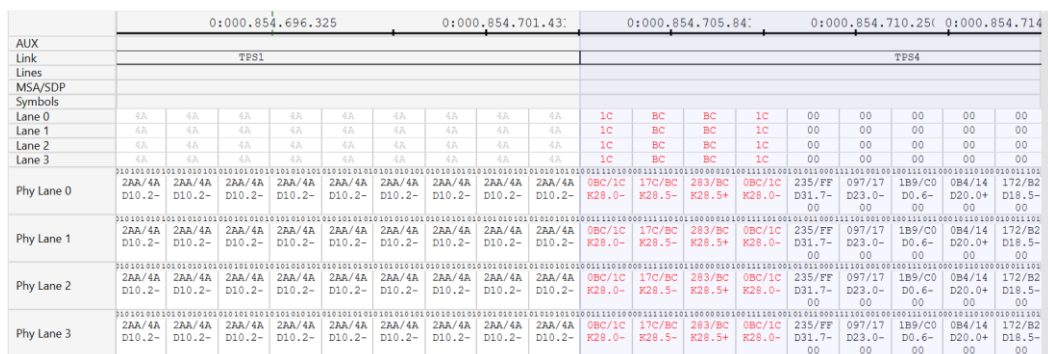 0:000.854.696.325 0:000.854.701.43: 0:000.854.705.84: 0:000.854.710.25( 0:000.854.714
AUX
Link TPS1 TPS4
Lines
MSA/SDP
Symbols
Lane 0 4A 4A 4A 4A 4A 4A 4A 4A 4A 1C BC BC 1C 00 00 00 00 00
Lane 1 4A 4A 4A 4A 4A 4A 4A 4A 4A 1C BC BC 1C 00 00 00 00 00
Lane 2 4A 4A 4A 4A 4A 4A 4A 4A 4A 1C BC BC 1C 00 00 00 00 00
Lane 3 4A 4A 4A 4A 4A 4A 4A 4A 4A 1C BC BC 1C 00 00 00 00 00
Phy Lane 0
2AA/4A 2AA/4A 2AA/4A 2AA/4A 2AA/4A 2AA/4A 2AA/4A 2AA/4A 2AA/4A 0BC/1C 17C/BC 283/BC 0BC/1C 235/FF 097/17 1B9/C0 0B4/14 172/B2
D10.2- D10.2- D10.2- D10.2- D10.2- D10.2- D10.2- D10.2- D10.2- K28.0- K28.5- K28.5+ K28.0- D31.7- D23.0- D0.6- D20.0+ D18.5-
00 00 00 00 00
Phy Lane 1
2AA/4A 2AA/4A 2AA/4A 2AA/4A 2AA/4A 2AA/4A 2AA/4A 2AA/4A 2AA/4A 0BC/1C 17C/BC 283/BC 0BC/1C 235/FF 097/17 1B9/C0 0B4/14 172/B2
D10.2- D10.2- D10.2- D10.2- D10.2- D10.2- D10.2- D10.2- D10.2- K28.0- K28.5- K28.5+ K28.0- D31.7- D23.0- D0.6- D20.0+ D18.5-
00 00 00 00 00
Phy Lane 2
2AA/4A 2AA/4A 2AA/4A 2AA/4A 2AA/4A 2AA/4A 2AA/4A 2AA/4A 2AA/4A 0BC/1C 17C/BC 283/BC 0BC/1C 235/FF 097/17 1B9/C0 0B4/14 172/B2
D10.2- D10.2- D10.2- D10.2- D10.2- D10.2- D10.2- D10.2- D10.2- K28.0- K28.5- K28.5+ K28.0- D31.7- D23.0- D0.6- D20.0+ D18.5-
00 00 00 00 00
Phy Lane 3
2AA/4A 2AA/4A 2AA/4A 2AA/4A 2AA/4A 2AA/4A 2AA/4A 2AA/4A 2AA/4A 0BC/1C 17C/BC 283/BC 0BC/1C 235/FF 097/17 1B9/C0 0B4/14 172/B2
D10.2- D10.2- D10.2- D10.2- D10.2- D10.2- D10.2- D10.2- D10.2- K28.0- K28.5- K28.5+ K28.0- D31.7- D23.0- D0.6- D20.0+ D18.5-
00 00 00 00 00